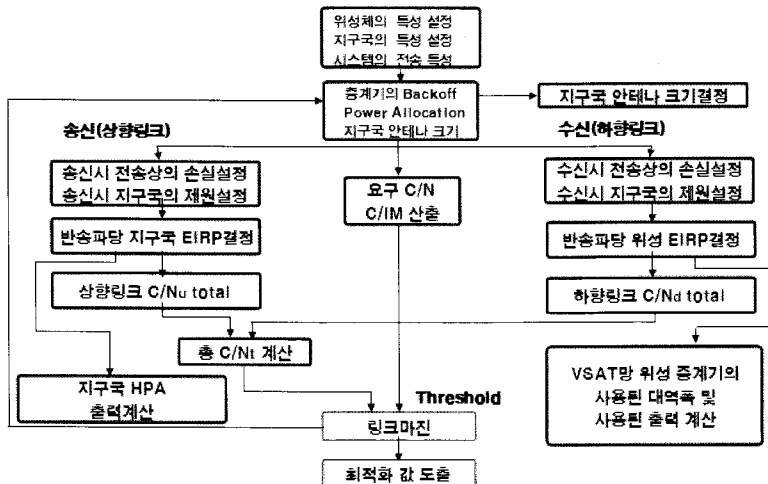 위성체의 특성 설정
지구국의 특성 설정
시스템의 전송 특성
중계기의 Backoff
Power Allocation
지구국 안테나 크기
지구국 안테나 크기결정
송신(상향링크)
수신(하향링크)
송신시 전송상의 손실설정
송신시 지구국의 제원설정
요구 C/N
C/IM 산출
수신시 전송상의 손실설정
수신시 지구국의 제원설정
반송파당 지구국 EIRP결정
반송파당 위성 EIRP결정
상향링크 C/Nu total
하향링크 C/Nd total
총 C/Nt 계산
지구국 HPA
출력계산
Threshold
VSAT망 위성 중계기의
사용된 대역폭 및
사용된 출력 계산
링크마진
최적화 값 도출